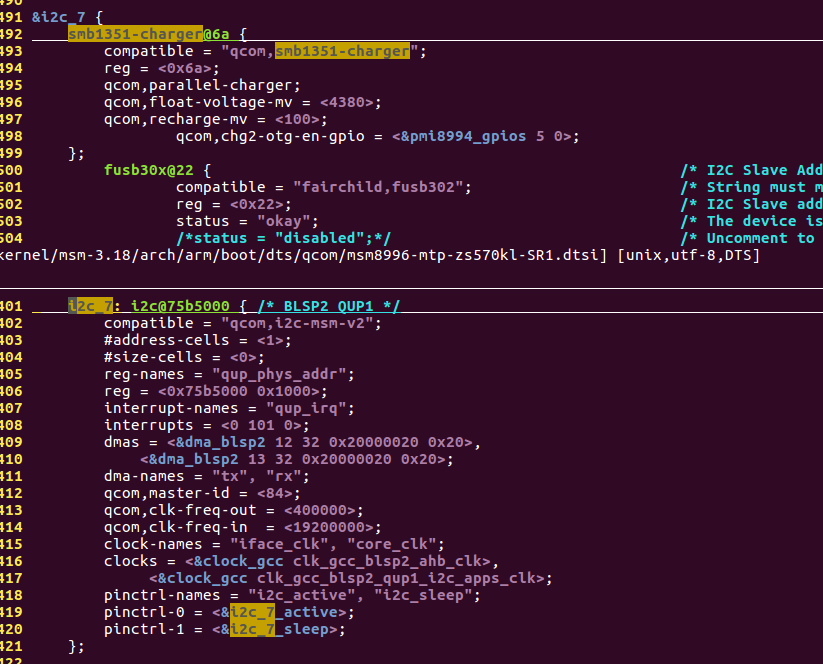 490
491 &i2c_7 {
492     smb1351-charger@6a {
493         compatible = "qcom,smb1351-charger";
494         reg = <0x6a>;
495         qcom,parallel-charger;
496         qcom,float-voltage-mv = <4380>;
497         qcom,recharge-mv = <100>;
498                 qcom,chg2-otg-en-gpio = <&pmi8994_gpios 5 0>;
499     };
500         fusb30x@22 {                                                    /* I2C Slave Add
501                 compatible = "fairchild,fusb302";                       /* String must m
502                 reg = <0x22>;                                           /* I2C Slave add
503                 status = "okay";                                        /* The device is
504                 /*status = "disabled";*/                                /* Uncomment to
kernel/msm-3.18/arch/arm/boot/dts/qcom/msm8996-mtp-zs570kl-SR1.dtsi] [unix,utf-8,DTS]
401     i2c_7: i2c@75b5000 { /* BLSP2 QUP1 */
402         compatible = "qcom,i2c-msm-v2";
403         #address-cells = <1>;
404         #size-cells = <0>;
405         reg-names = "qup_phys_addr";
406         reg = <0x75b5000 0x1000>;
407         interrupt-names = "qup_irq";
408         interrupts = <0 101 0>;
409         dmas = <&dma_blsp2 12 32 0x20000020 0x20>,
410             <&dma_blsp2 13 32 0x20000020 0x20>;
411         dma-names = "tx", "rx";
412         qcom,master-id = <84>;
413         qcom,clk-freq-out = <400000>;
414         qcom,clk-freq-in  = <19200000>;
415         clock-names = "iface_clk", "core_clk";
416         clocks = <&clock_gcc clk_gcc_blsp2_ahb_clk>,
417              <&clock_gcc clk_gcc_blsp2_qup1_i2c_apps_clk>;
418         pinctrl-names = "i2c_active", "i2c_sleep";
419         pinctrl-0 = <&i2c_7_active>;
420         pinctrl-1 = <&i2c_7_sleep>;
421     };
422